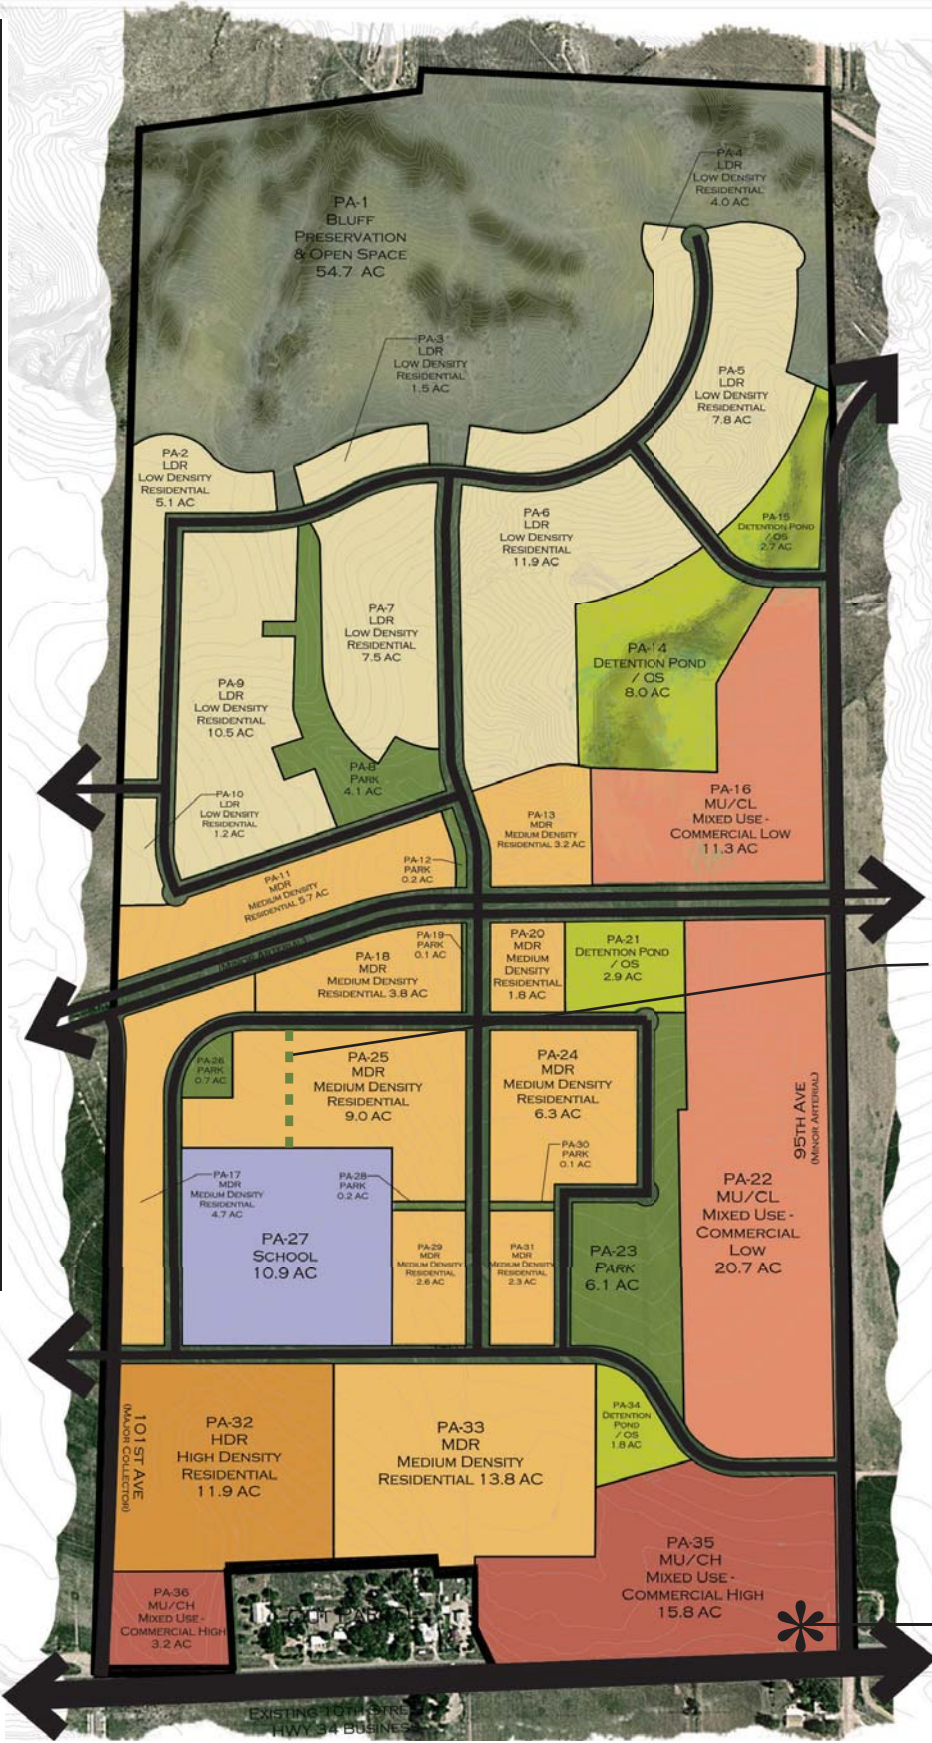 PA-4
LDR
Low Density
Residential
4.0 AC
PA-1
Bluff
Preservation
& Open Space
54.7 AC
PA-3
LDR
Low Density
Residential
1.5 AC
PA-5
LDR
Low Density
Residential
7.8 AC
PA-2
LDR
Low Density
Residential
5.1 AC
PA-6
LDR
Low Density
Residential
11.9 AC
PA-15
Detention Pond
/ OS
2.7 AC
PA-7
LDR
Low Density
Residential
7.5 AC
PA-14
Detention Pond
/ OS
8.0 AC
PA-9
LDR
Low Density
Residential
10.5 AC
PA-8
Park
4.1 AC
PA-10
LDR
Low Density
Residential
1.2 AC
PA-16
MU/CL
Mixed Use -
Commercial Low
11.3 AC
PA-13
MDR
Medium Density
Residential 3.2 AC
PA-12
Park
0.2 AC
PA-11
MDR
Medium Density
Residential 5.7 AC
(Minor Arterial)
PA-19
Park
0.1 AC
PA-18
MDR
Medium Density
Residential 3.8 AC
PA-20
MDR
Medium
Density
Residential
1.8 AC
PA-21
Detention Pond
/ OS
2.9 AC
PA-26
Park
0.7 AC
PA-25
MDR
Medium Density
Residential
9.0 AC
PA-24
MDR
Medium Density
Residential
6.3 AC
95th Ave
(Minor Arterial)
PA-30
Park
0.1 AC
PA-17
MDR
Medium Density
Residential
4.7 AC
PA-28
Park
0.2 AC
PA-22
MU/CL
Mixed Use -
Commercial
Low
20.7 AC
PA-27
School
10.9 AC
PA-29
MDR
Medium Density
Residential
2.6 AC
PA-31
MDR
Medium Density
Residential
2.3 AC
PA-23
Park
6.1 AC
101st Ave
(Major Collector)
PA-32
HDR
High Density
Residential
11.9 AC
PA-33
MDR
Medium Density
Residential 13.8 AC
PA-34
Detention
Pond
/ OS
1.8 AC
PA-35
MU/CH
Mixed Use -
Commercial High
15.8 AC
PA-36
MU/CH
Mixed Use -
Commercial High
3.2 AC
Existing 10th
Hwy 34 Business